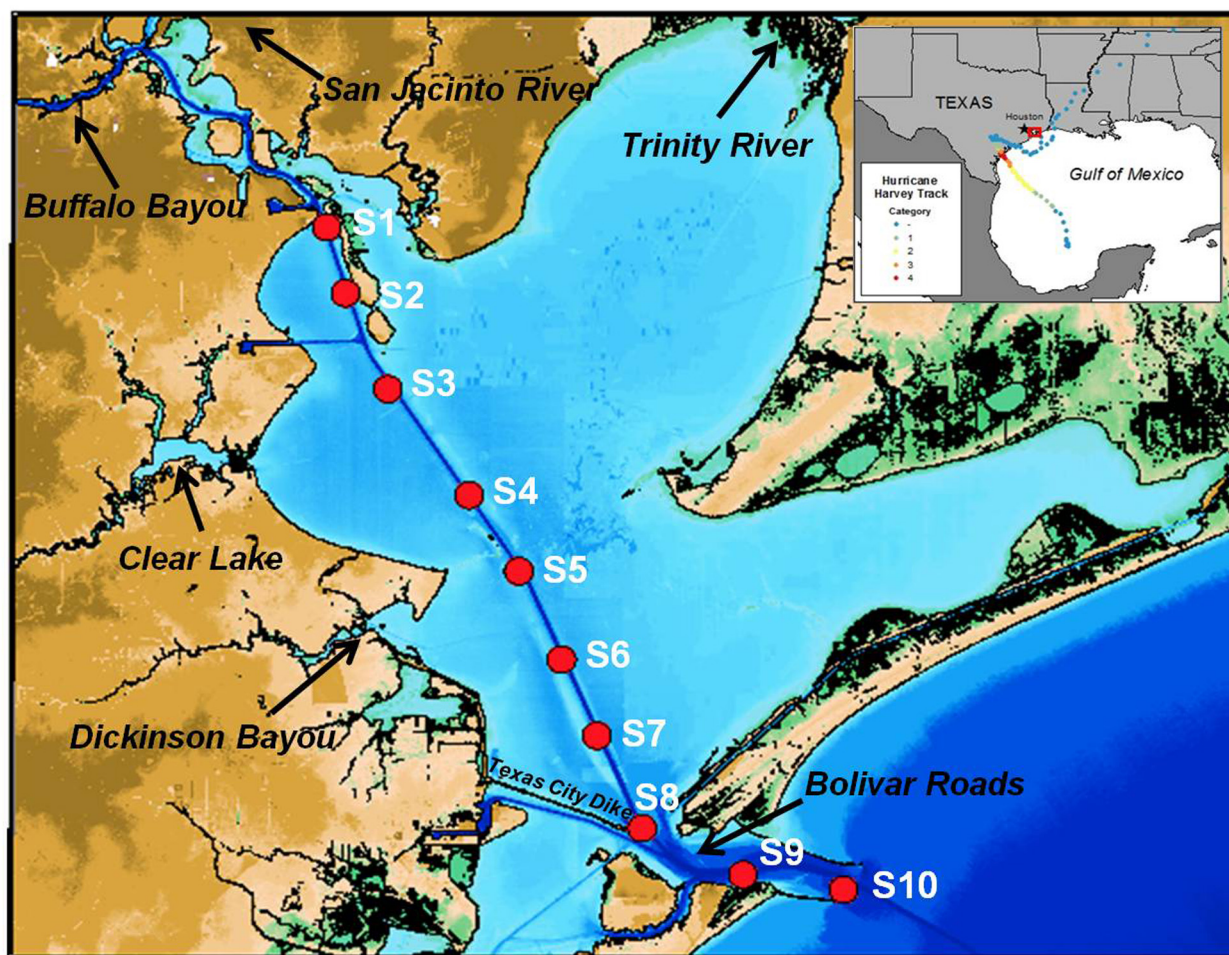 San Jacinto River
Trinity River
Buffalo Bayou
TEXAS
Houston
Gulf of Mexico
Hurricane
Harvey Track
Category
-
1
2
3
4
S1
S2
S3
S4
Clear Lake
S5
S6
Dickinson Bayou
S7
Texas City Dike
Bolivar Roads
S8
S9
S10